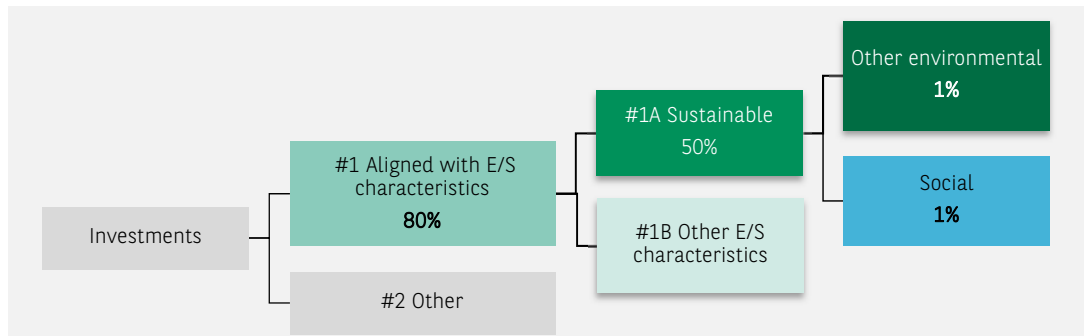 Other environmental
1%
#1A Sustainable
50%
#1 Aligned with E/S
characteristics
80%
Social
1%
Investments
#1B Other E/S
characteristics
#2 Other